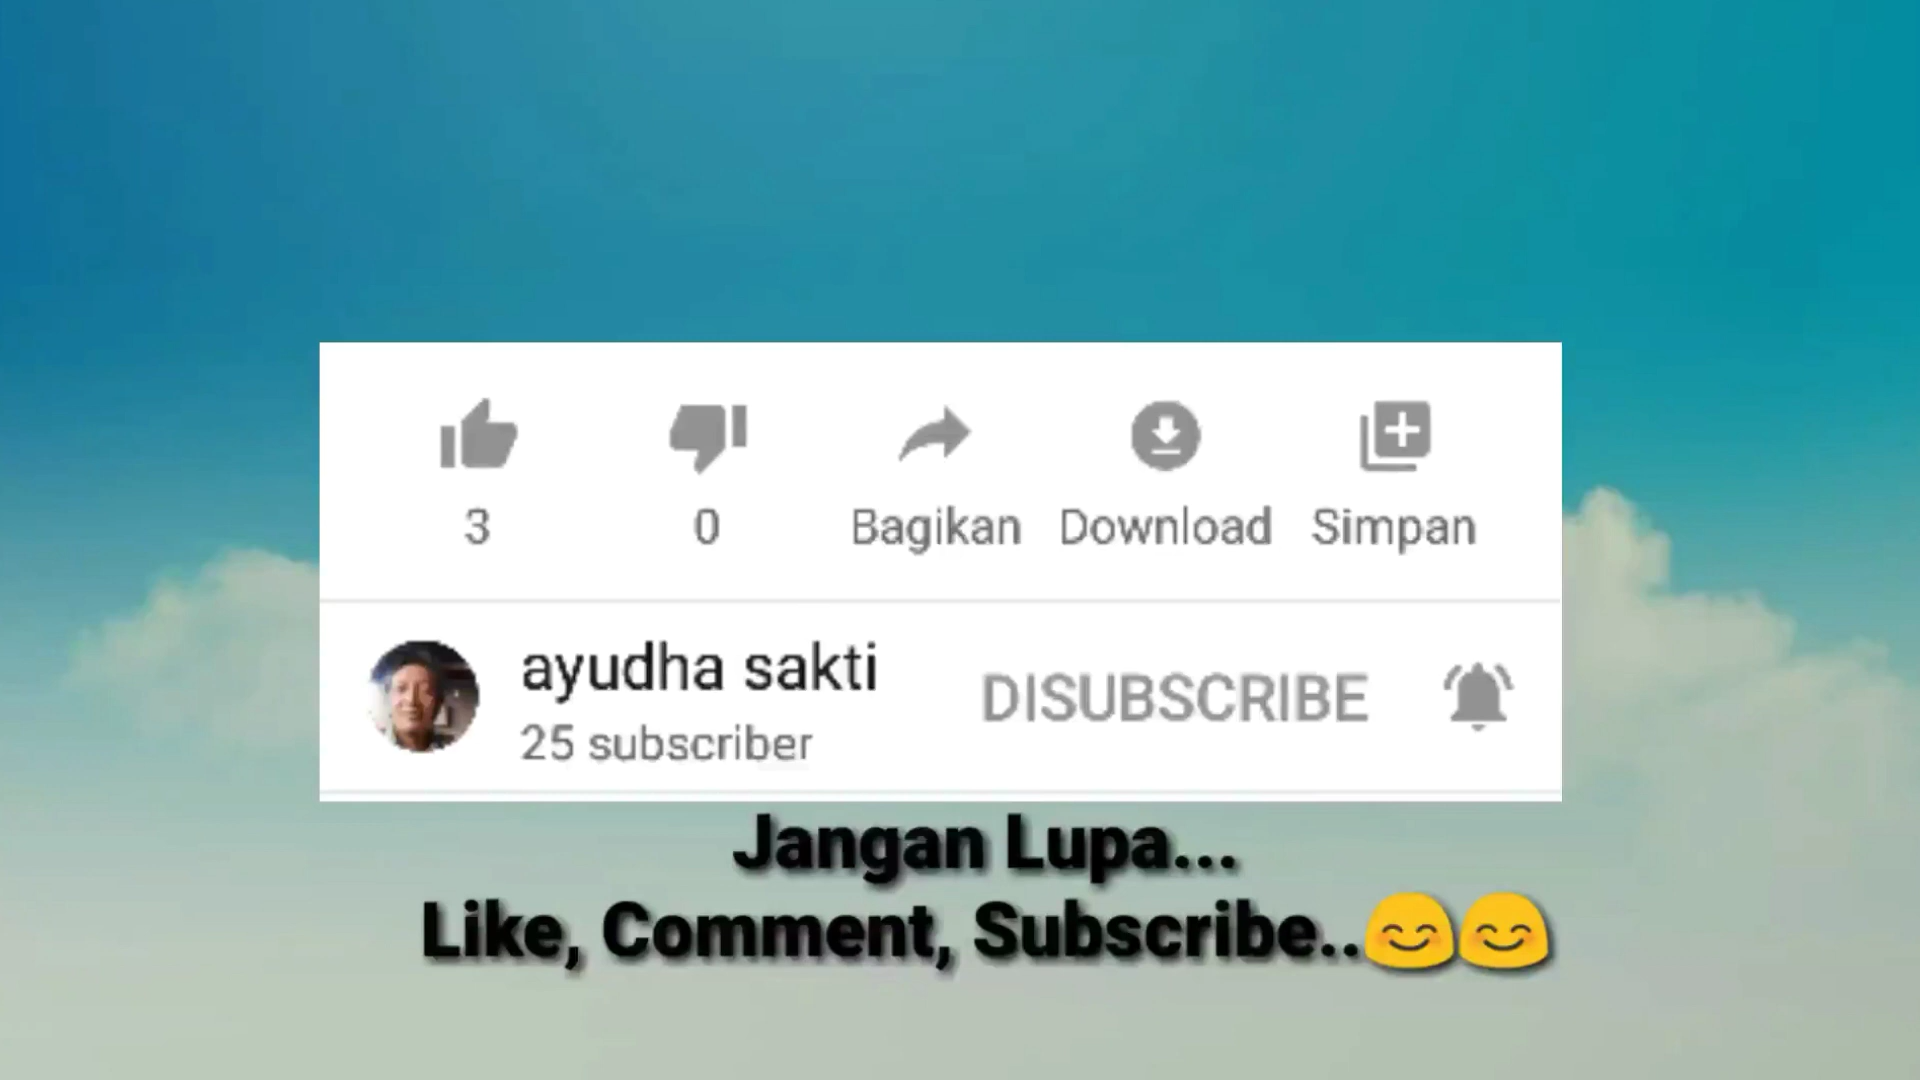 3 0 Bagikan Download Simpan
ayudha sakti DISUBSCRIBE
25 subscriber
Jangan Lupa...
Like, Comment, Subscribe..😊😊